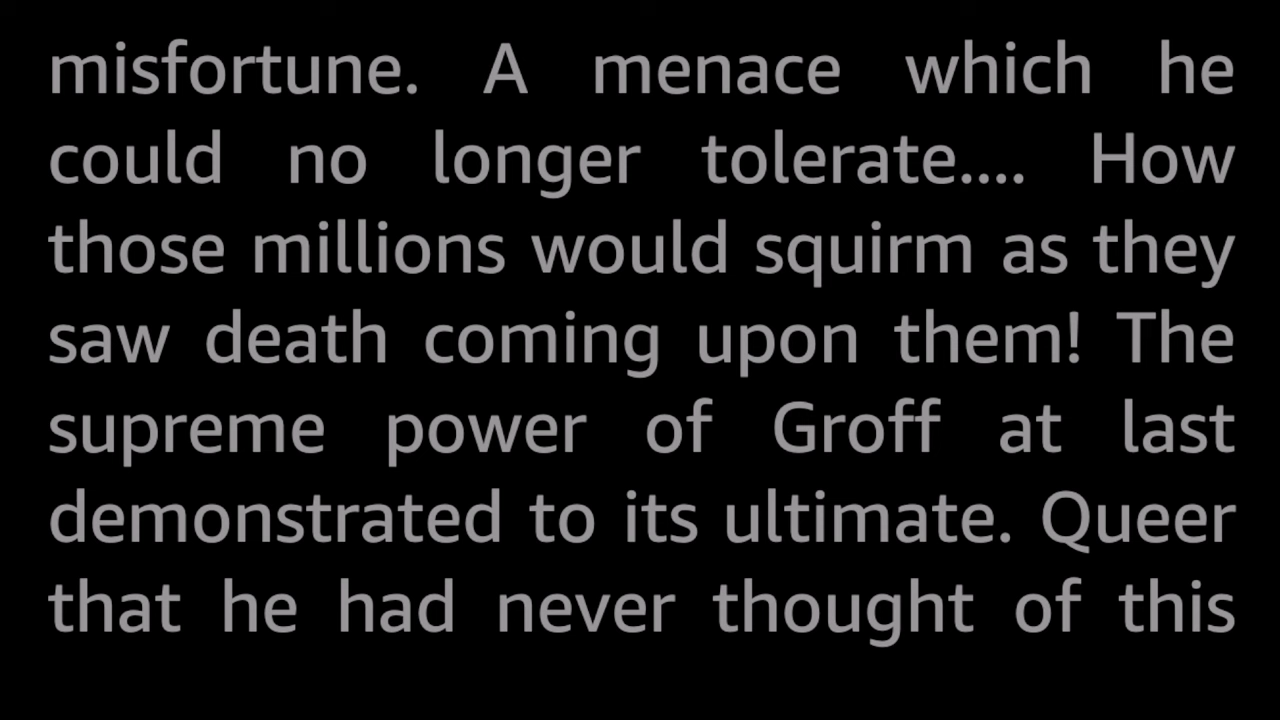 misfortune. A menace which he
could no longer tolerate.... How
those millions would squirm as they
saw death coming upon them! The
supreme power of Groff at last
demonstrated to its ultimate. Queer
that he had never thought of this